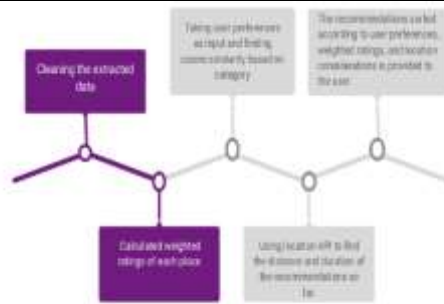 Cleaning the extracted
data
Taking user preferences
as input and finding
cosine similarity based on
category
The recommendations sorted
according to user preferences,
weighted ratings, and location
considerations is provided to
the user.
Calculated weighted
ratings of each place
Using location API to find
the distance and duration of
the recommendations so
far.